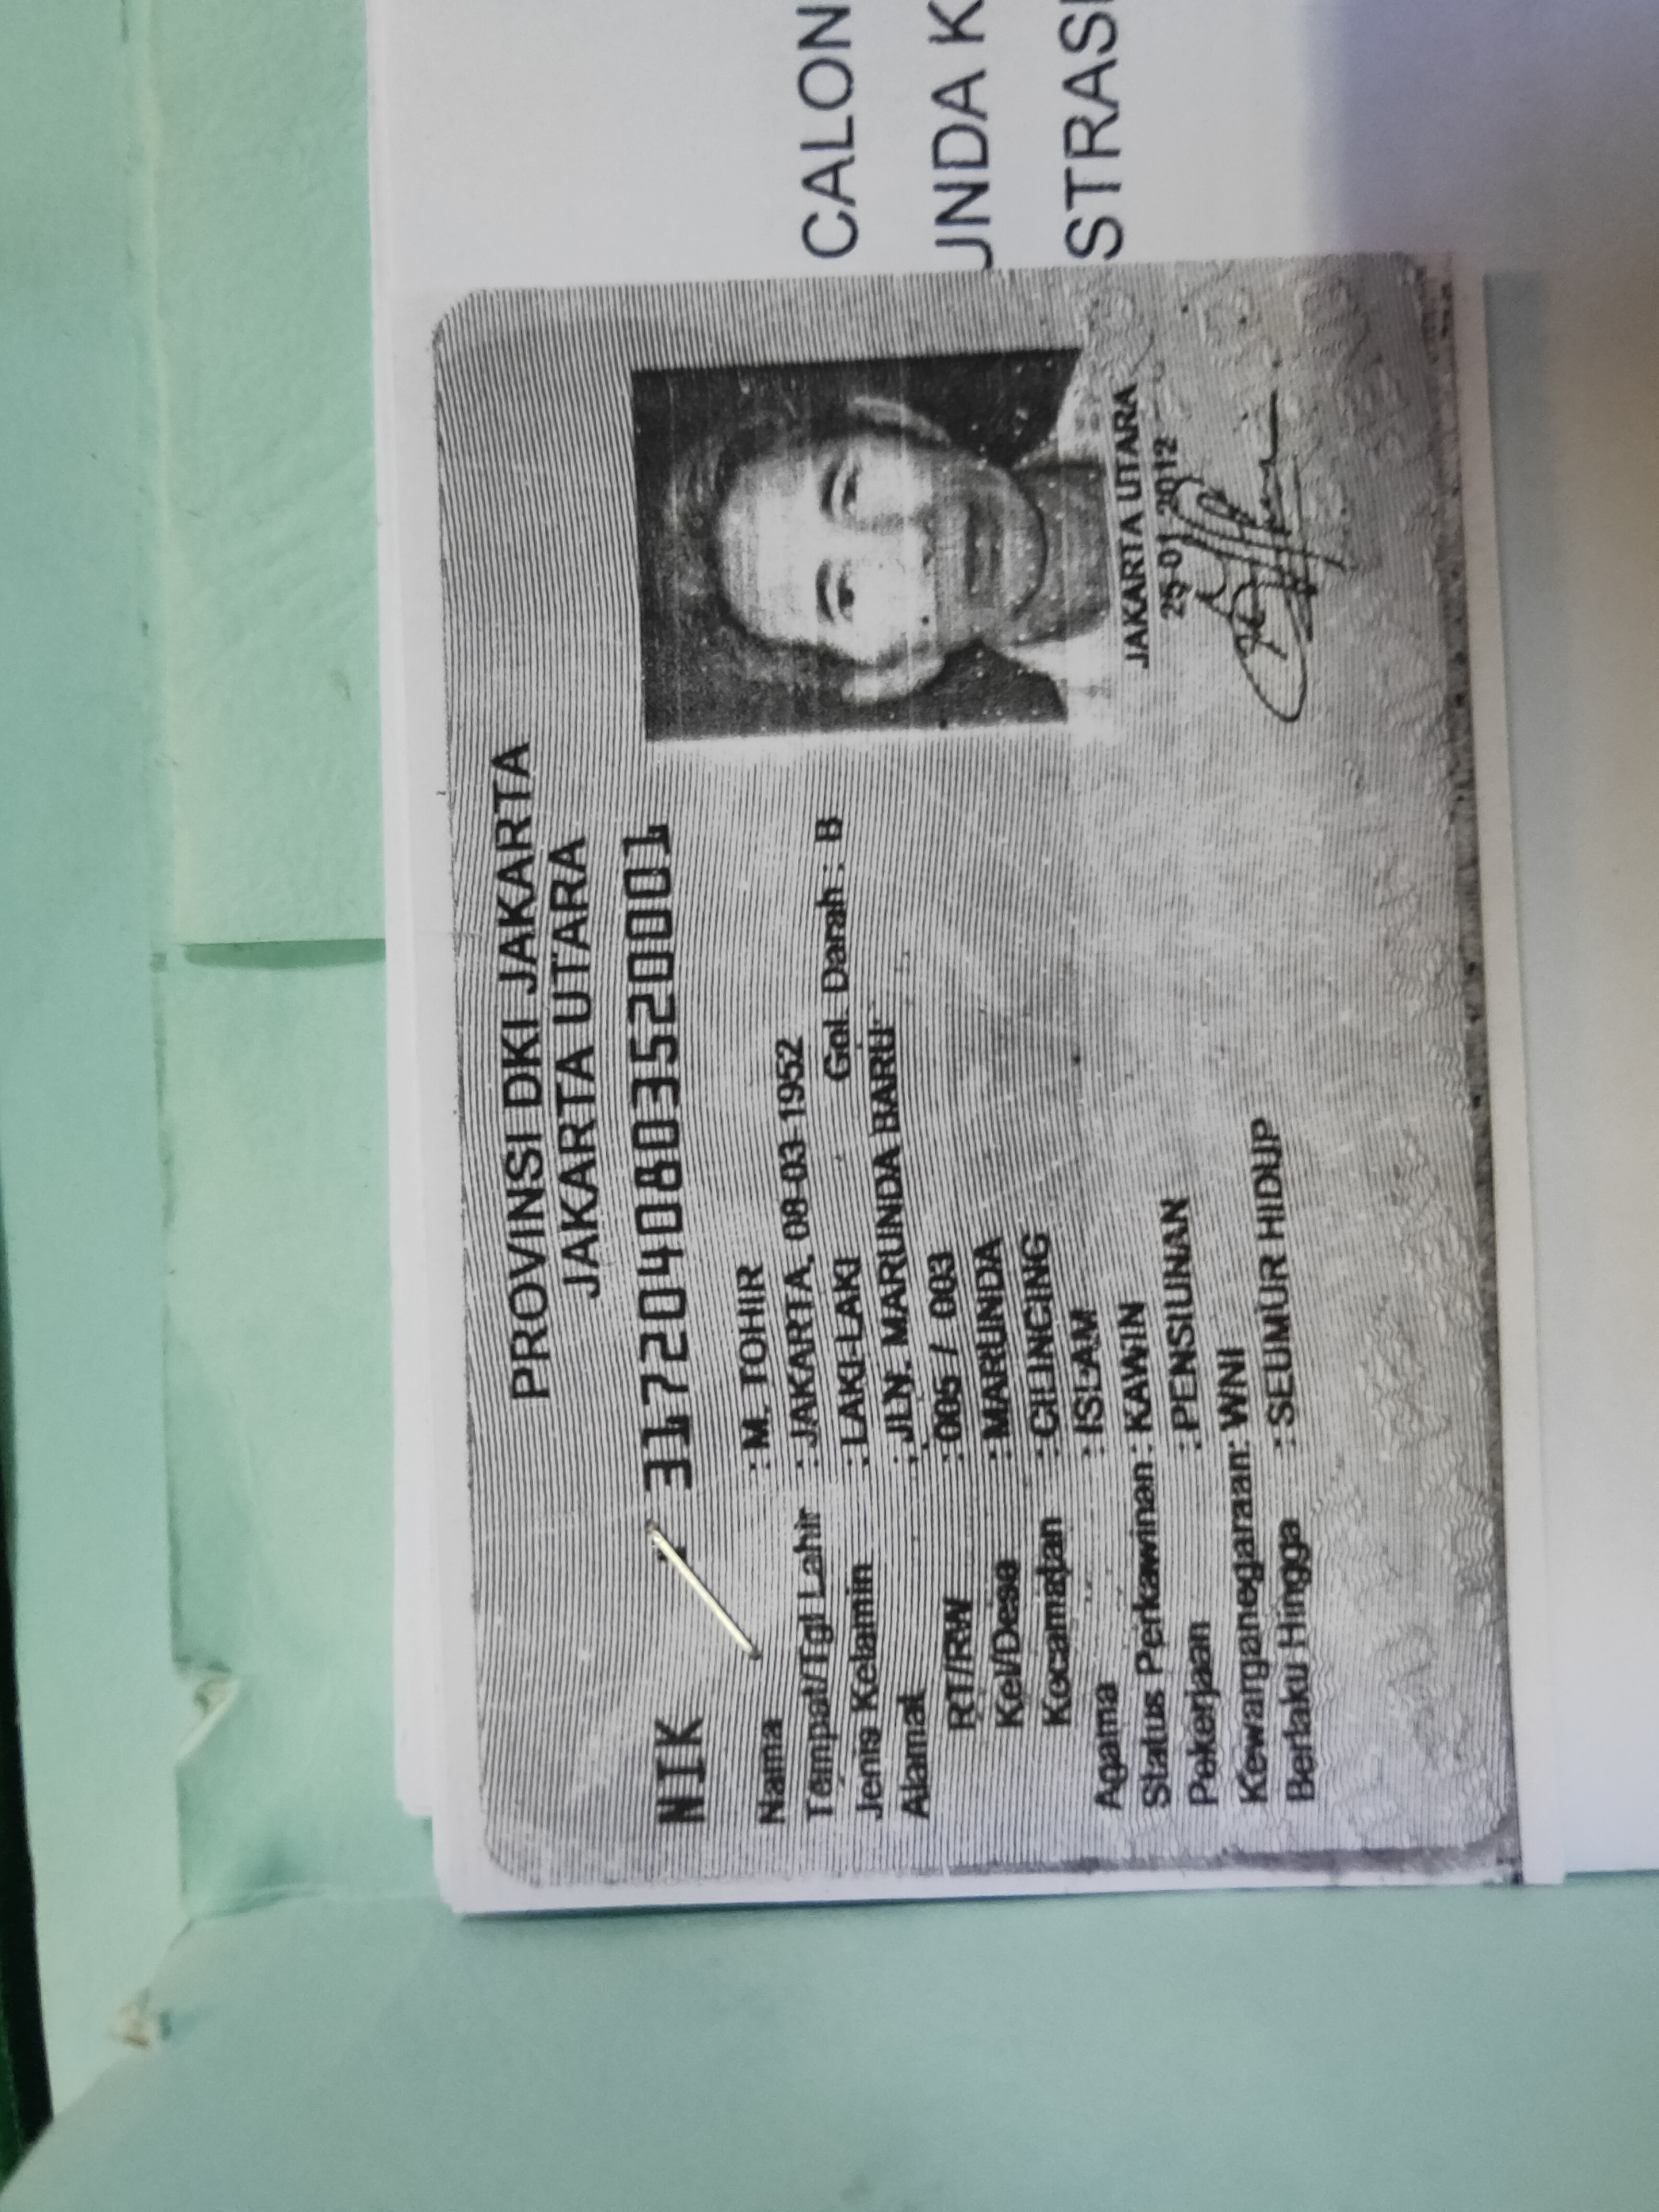 PROVINSI DKI JAKARTA
JAKARTA UTARA
NIK : 3172040803520001
Nama : M. TOHIR
Tempat/Tgl Lahir : JAKARTA, 08-03-1952
Jenis Kelamin : LAKI-LAKI Gol. Darah : B
Alamat : JLN. MARUNDA BARU
RT/RW : 005 / 003
Kel/Desa : MARUNDA
Kecamatan : CILINCING
Agama : ISLAM
Status Perkawinan : KAWIN
Pekerjaan : PENSIUNAN
Kewarganegaraan: WNI
Berlaku Hingga : SEUMUR HIDUP
JAKARTA UTARA
25-01-2012
CALON
UNDA K
STRASI